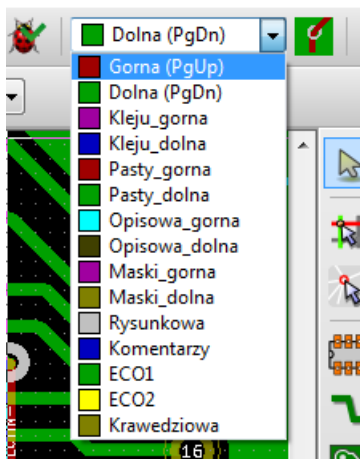 Dolna (PgDn)
Gorna (PgUp)
Dolna (PgDn)
Kleju_gorna
Kleju_dolna
Pasty_gorna
Pasty_dolna
Opisowa_gorna
Opisowa_dolna
Maski_gorna
Maski_dolna
Rysunkowa
Komentarzy
ECO1
ECO2
Krawedziowa
16